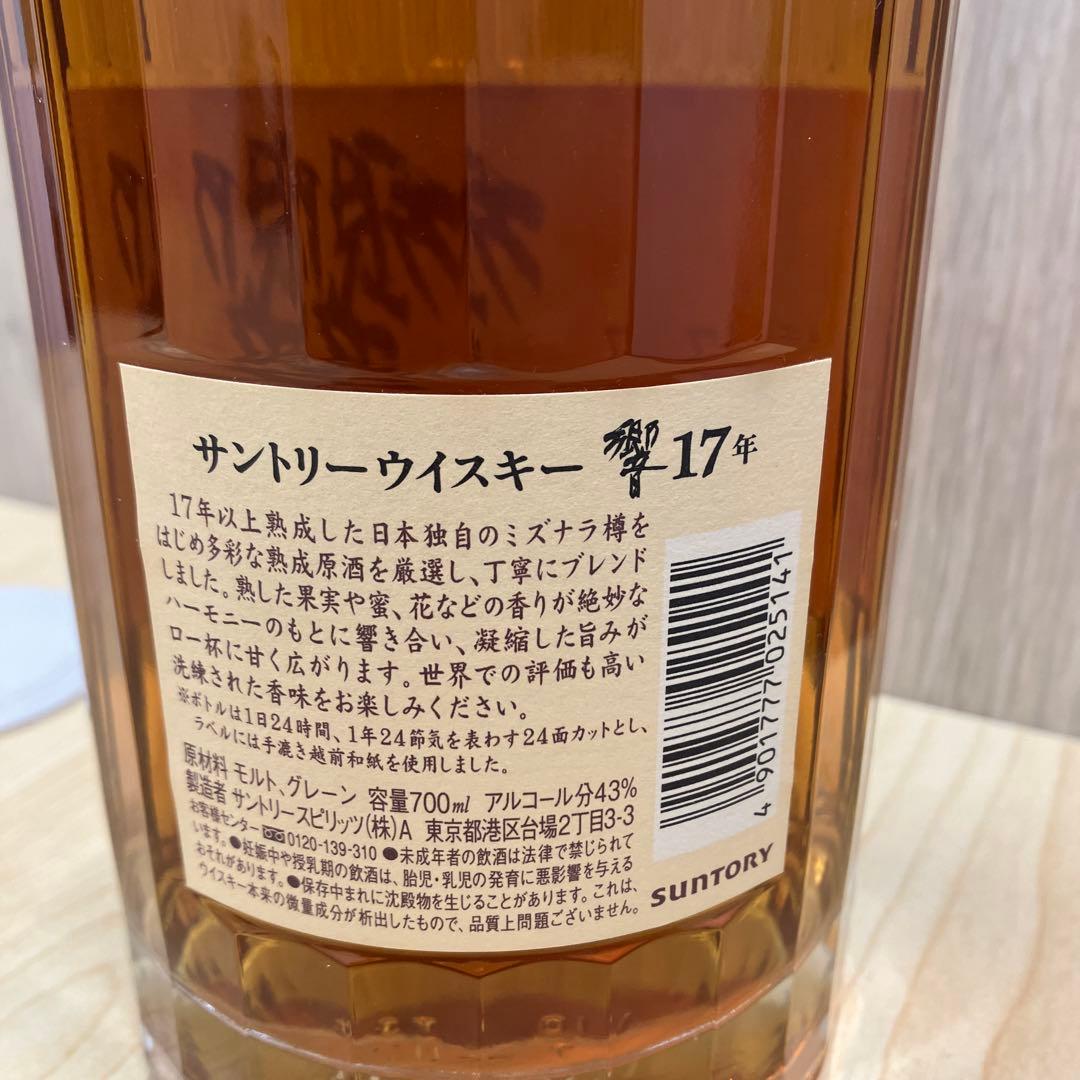 サントリーウイスキー 響 17年
17年以上熟成した日本独自のミズナラ樽を
はじめ多彩な熟成原酒を厳選し、丁寧にブレンド
しました。熟した果実や蜜、花などの香りが絶妙な
ハーモニーのもとに響き合い、凝縮した旨みが
口一杯に甘く広がります。世界での評価も高い
洗練された香味をお楽しみください。
※ボトルは1日24時間、1年24節気を表わす24面カットとし、
ラベルには手漉き越前和紙を使用しました。
原材料 モルト、グレーン 容量700ml アルコール分43%
製造者 サントリースピリッツ(株)A 東京都港区台場2丁目3-3
お客様センター 0120-139-310 ●未成年者の飲酒は法律で禁じられて
います。●妊娠中や授乳期の飲酒は、胎児・乳児の発育に悪影響を与える
おそれがあります。●保存中まれに沈殿物を生じることがあります。これは、
ウイスキー本来の微量成分が析出したもので、品質上問題ございません。
4 901777 025141
SUNTORY